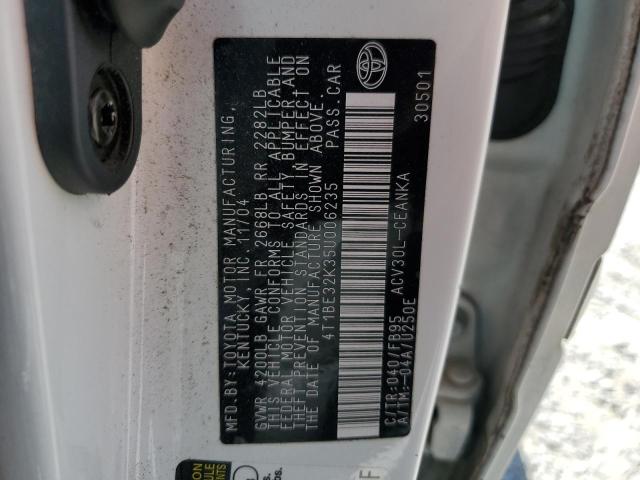 MFD.BY:TOYOTA MOTOR MANUFACTURING,
KENTUCKY, INC. 11/04
GVWR 4200LB GAWR FR 2668LB RR 2282LB
THIS VEHICLE CONFORMS TO ALL APPLICABLE
FEDERAL MOTOR VEHICLE SAFETY, BUMPER, AND
THEFT PREVENTION STANDARDS IN EFFECT ON
THE DATE OF MANUFACTURE SHOWN ABOVE.
4T1BE32K35U006235 PASS.CAR
C/TR:040/FB95 ACV30L-CEANKA
A/TM:-04A/U250E 30501
F